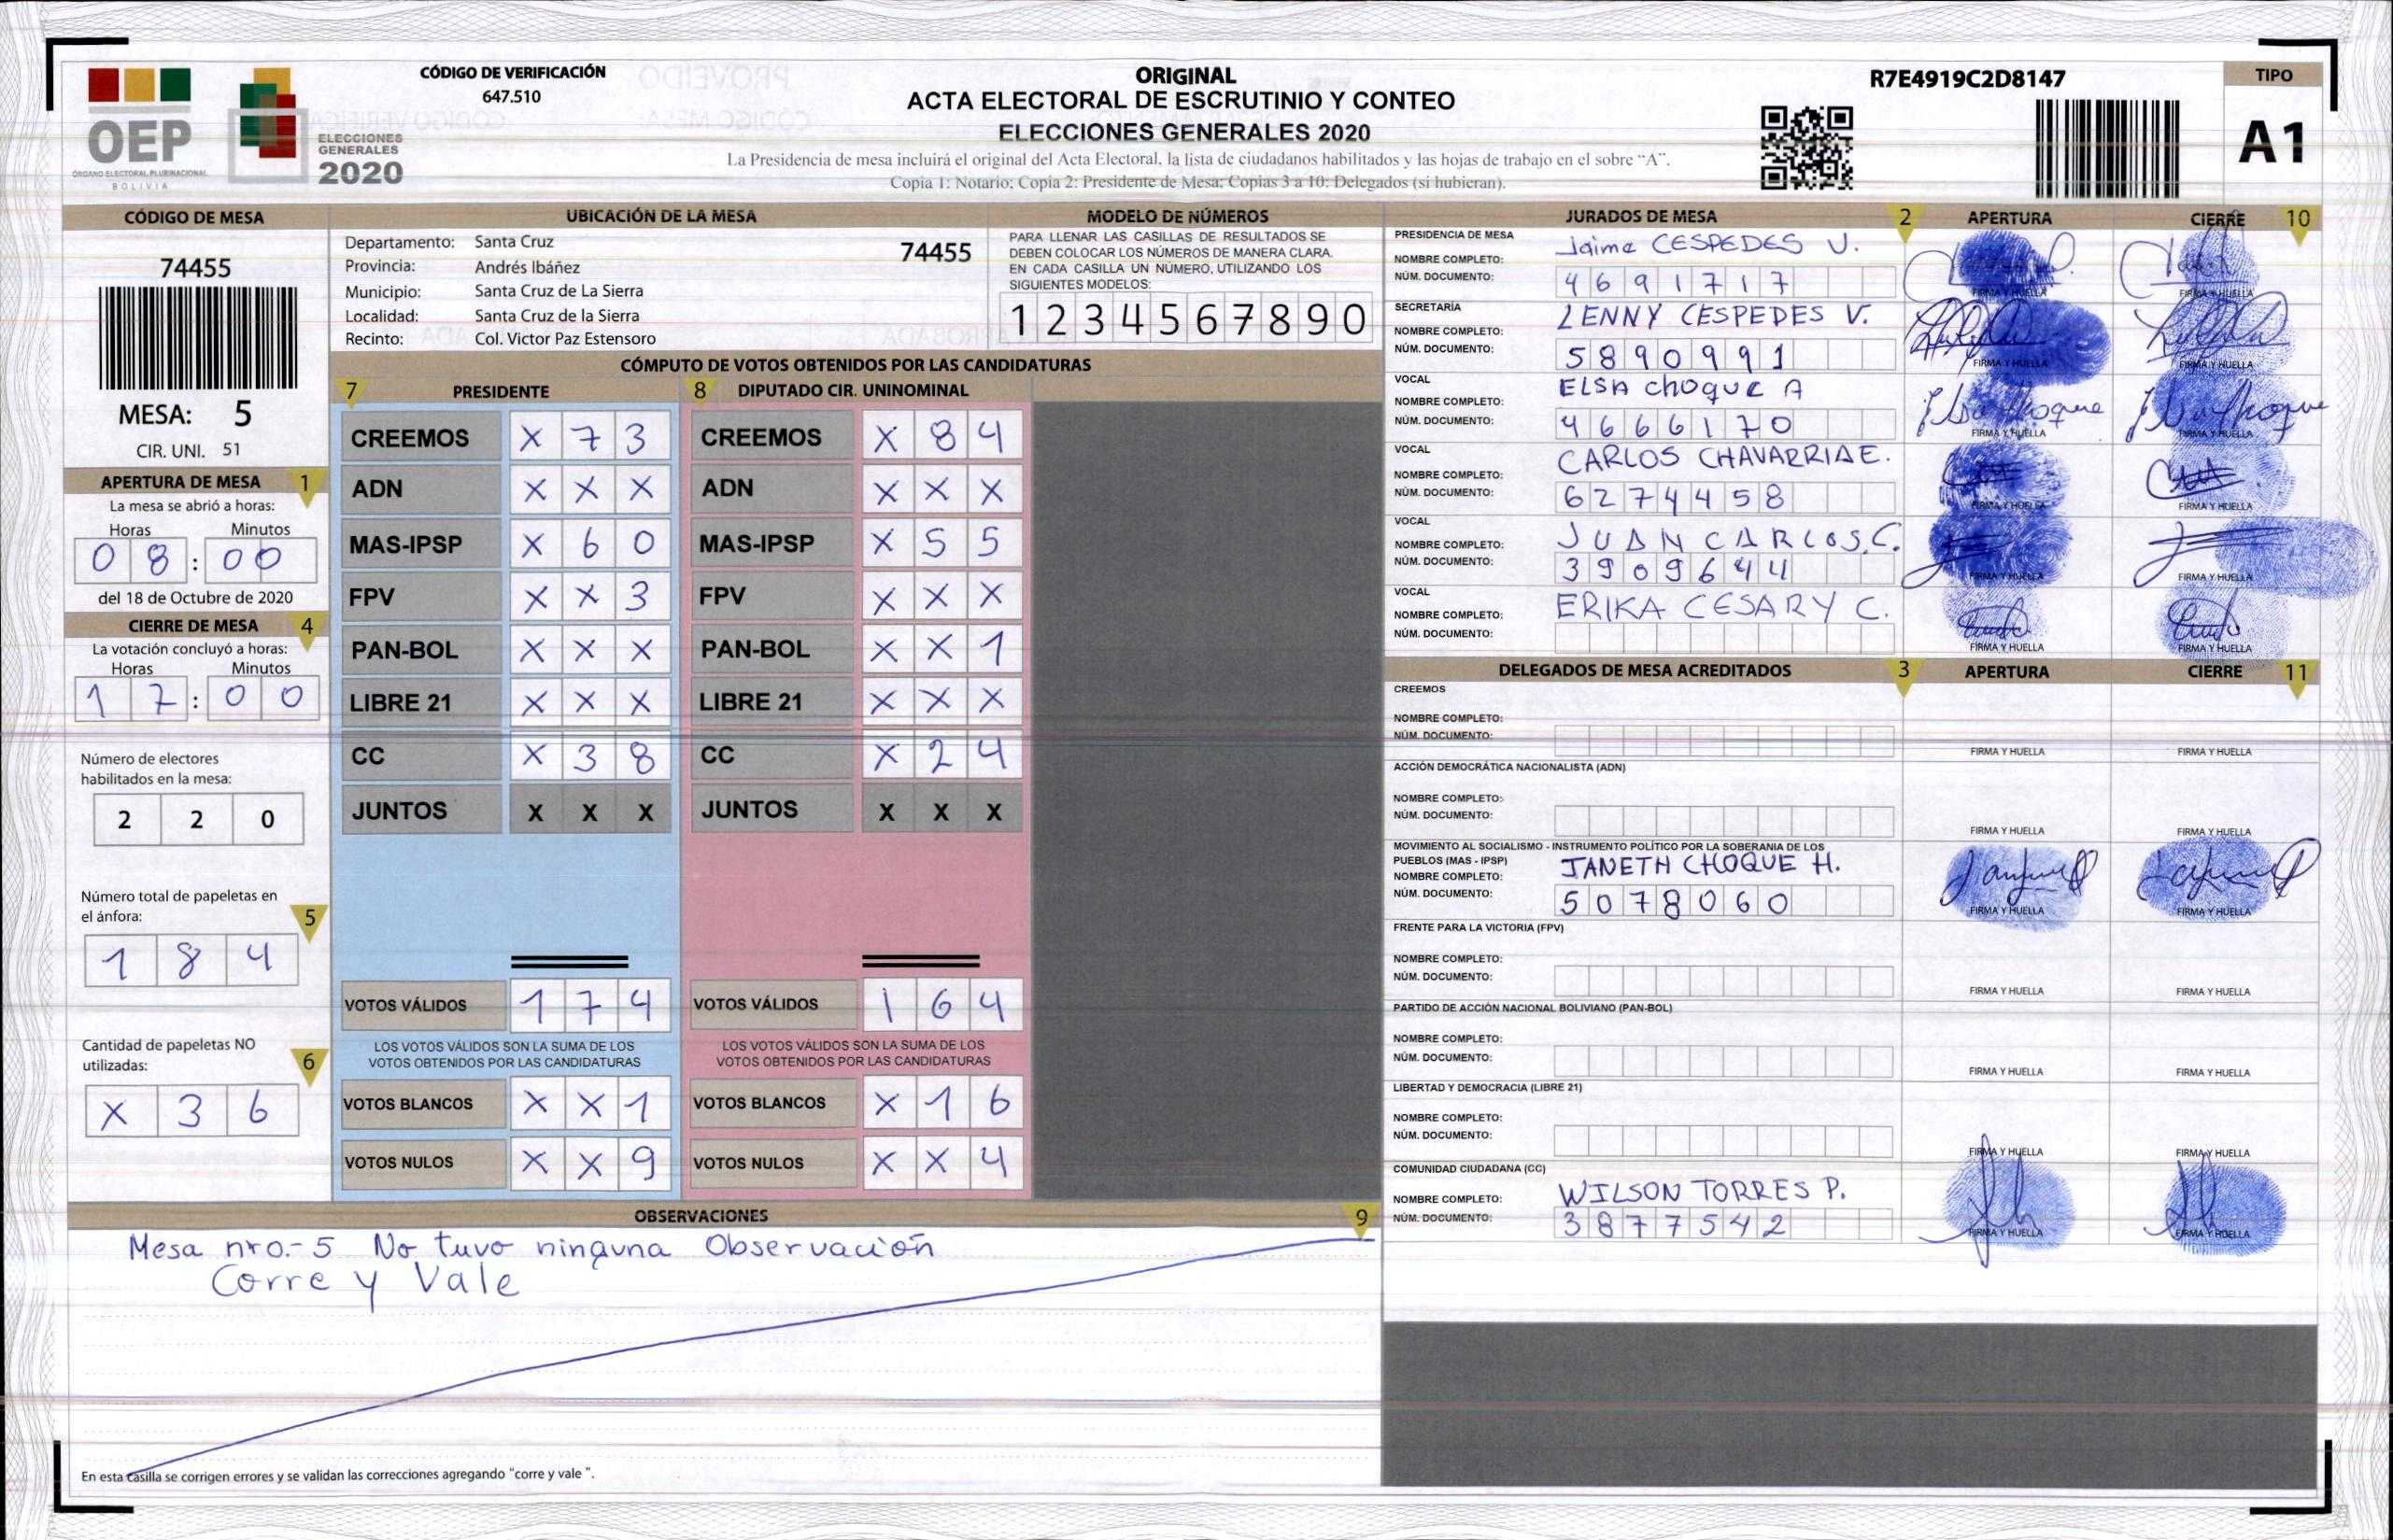 OEP
ÓRGANO ELECTORAL PLURINACIONAL
BOLIVIA
ELECCIONES
GENERALES
2020
CÓDIGO DE VERIFICACIÓN
647.510
ORIGINAL
ACTA ELECTORAL DE ESCRUTINIO Y CONTEO
ELECCIONES GENERALES 2020
La Presidencia de mesa incluirá el original del Acta Electoral, la lista de ciudadanos habilitados y las hojas de trabajo en el sobre "A".
Copia 1: Notario; Copia 2: Presidente de Mesa; Copias 3 a 10: Delegados (si hubieran).
R7E4919C2D8147
TIPO
A1
CÓDIGO DE MESA
74455
MESA: 5
CIR. UNI. 51
APERTURA DE MESA 1
La mesa se abrió a horas:
Horas Minutos
08:00
del 18 de Octubre de 2020
CIERRE DE MESA 4
La votación concluyó a horas:
Horas Minutos
17:00
Número de electores
habilitados en la mesa:
2 2 0
Número total de papeletas en
el ánfora: 5
1 8 4
Cantidad de papeletas NO
utilizadas: 6
X 3 6
UBICACIÓN DE LA MESA
Departamento: Santa Cruz 74455
Provincia: Andrés Ibáñez
Municipio: Santa Cruz de La Sierra
Localidad: Santa Cruz de la Sierra
Recinto: Col. Victor Paz Estensoro
MODELO DE NÚMEROS
PARA LLENAR LAS CASILLAS DE RESULTADOS SE
DEBEN COLOCAR LOS NÚMEROS DE MANERA CLARA.
EN CADA CASILLA UN NÚMERO, UTILIZANDO LOS
SIGUIENTES MODELOS:
1 2 3 4 5 6 7 8 9 0
CÓMPUTO DE VOTOS OBTENIDOS POR LAS CANDIDATURAS
7 PRESIDENTE 8 DIPUTADO CIR. UNINOMINAL
CREEMOS X 7 3 CREEMOS X 8 4
ADN X X X ADN X X X
MAS-IPSP X 6 0 MAS-IPSP X 5 5
FPV X X 3 FPV X X X
PAN-BOL X X X PAN-BOL X X 1
LIBRE 21 X X X LIBRE 21 X X X
CC X 3 8 CC X 2 4
JUNTOS X X X JUNTOS X X X
VOTOS VÁLIDOS 1 7 4 VOTOS VÁLIDOS 1 6 4
LOS VOTOS VÁLIDOS SON LA SUMA DE LOS LOS VOTOS VÁLIDOS SON LA SUMA DE LOS
VOTOS OBTENIDOS POR LAS CANDIDATURAS VOTOS OBTENIDOS POR LAS CANDIDATURAS
VOTOS BLANCOS X X 1 VOTOS BLANCOS X 1 6
VOTOS NULOS X X 9 VOTOS NULOS X X 4
OBSERVACIONES 9
Mesa nro.- 5 No tuvo ninguna Observación
Corre y Vale
En esta casilla se corrigen errores y se validan las correcciones agregando "corre y vale ".
JURADOS DE MESA 2 APERTURA CIERRE 10
PRESIDENCIA DE MESA
NOMBRE COMPLETO: Jaime CESPEDES V.
NÚM. DOCUMENTO: 4691717
FIRMA Y HUELLA FIRMA Y HUELLA
SECRETARÍA
NOMBRE COMPLETO: LENNY CESPEDES V.
NÚM. DOCUMENTO: 5890991
FIRMA Y HUELLA FIRMA Y HUELLA
VOCAL
NOMBRE COMPLETO: ELSA choque A
NÚM. DOCUMENTO: 4666170
FIRMA Y HUELLA FIRMA Y HUELLA
VOCAL
NOMBRE COMPLETO: CARLOS CHAVARRIA E.
NÚM. DOCUMENTO: 6274458
FIRMA Y HUELLA FIRMA Y HUELLA
VOCAL
NOMBRE COMPLETO: JUAN CARLOS C.
NÚM. DOCUMENTO: 3909644
FIRMA Y HUELLA FIRMA Y HUELLA
VOCAL
NOMBRE COMPLETO: ERIKA CESARY C.
NÚM. DOCUMENTO:
FIRMA Y HUELLA FIRMA Y HUELLA
DELEGADOS DE MESA ACREDITADOS 3 APERTURA CIERRE 11
CREEMOS
NOMBRE COMPLETO:
NÚM. DOCUMENTO:
FIRMA Y HUELLA FIRMA Y HUELLA
ACCIÓN DEMOCRÁTICA NACIONALISTA (ADN)
NOMBRE COMPLETO:
NÚM. DOCUMENTO:
FIRMA Y HUELLA FIRMA Y HUELLA
MOVIMIENTO AL SOCIALISMO - INSTRUMENTO POLÍTICO POR LA SOBERANIA DE LOS
PUEBLOS (MAS - IPSP)
NOMBRE COMPLETO: JANETH CHOQUE H.
NÚM. DOCUMENTO: 5078060
FIRMA Y HUELLA FIRMA Y HUELLA
FRENTE PARA LA VICTORIA (FPV)
NOMBRE COMPLETO:
NÚM. DOCUMENTO:
FIRMA Y HUELLA FIRMA Y HUELLA
PARTIDO DE ACCIÓN NACIONAL BOLIVIANO (PAN-BOL)
NOMBRE COMPLETO:
NÚM. DOCUMENTO:
FIRMA Y HUELLA FIRMA Y HUELLA
LIBERTAD Y DEMOCRACIA (LIBRE 21)
NOMBRE COMPLETO:
NÚM. DOCUMENTO:
FIRMA Y HUELLA FIRMA Y HUELLA
COMUNIDAD CIUDADANA (CC)
NOMBRE COMPLETO: WILSON TORRES P.
NÚM. DOCUMENTO: 3877542
FIRMA Y HUELLA FIRMA Y HUELLA